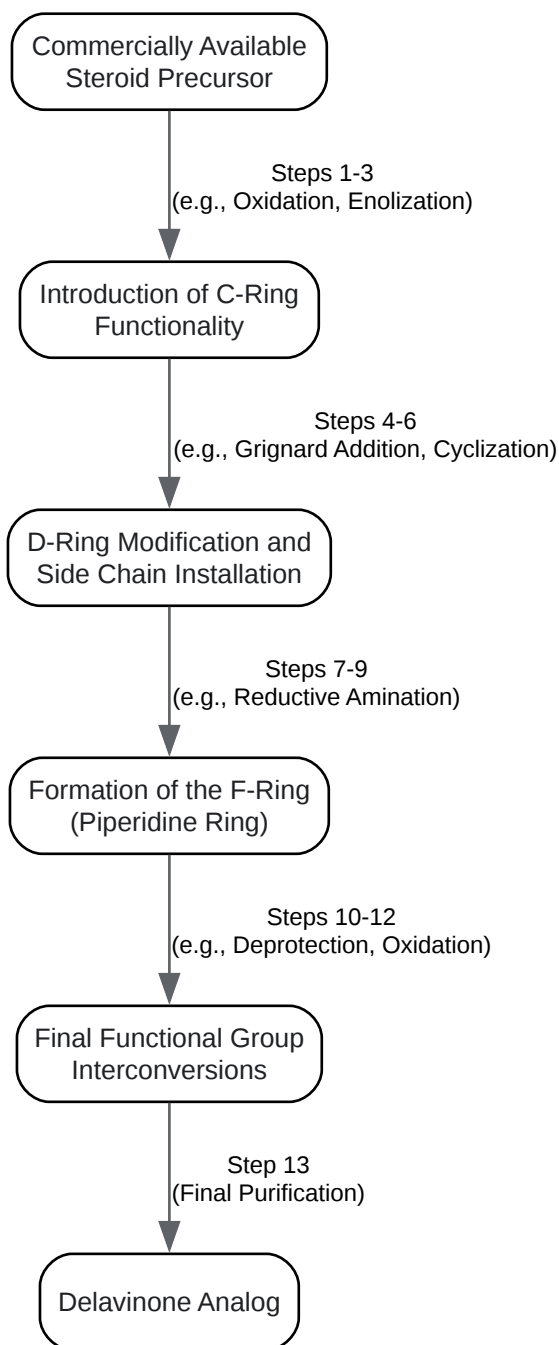 Commercially Available
Steroid Precursor
Steps 1-3
(e.g., Oxidation, Enolization)
Introduction of C-Ring
Functionality
Steps 4-6
(e.g., Grignard Addition, Cyclization)
D-Ring Modification and
Side Chain Installation
Steps 7-9
(e.g., Reductive Amination)
Formation of the F-Ring
(Piperidine Ring)
Steps 10-12
(e.g., Deprotection, Oxidation)
Final Functional Group
Interconversions
Step 13
(Final Purification)
Delavinone Analog